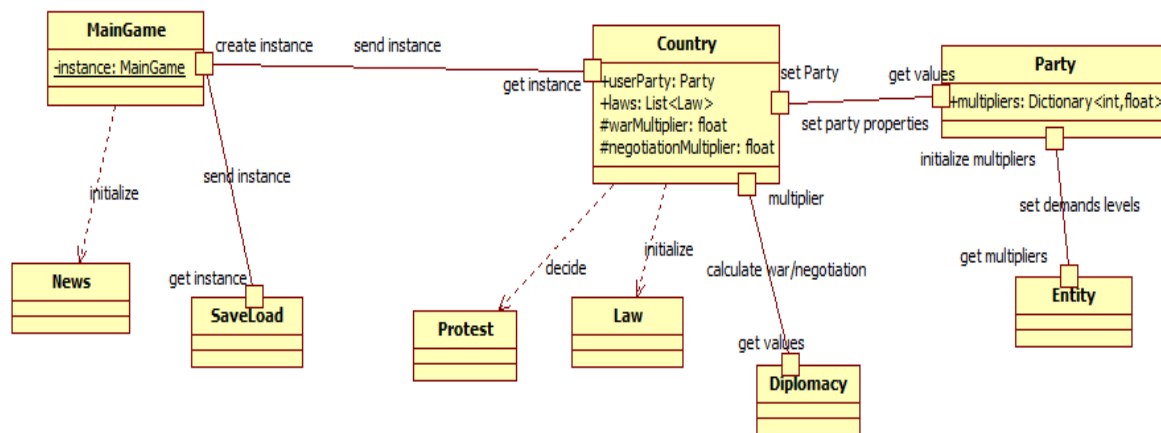 MainGame
-instance: MainGame
create instance
send instance
get instance
Country
+userParty: Party
+laws: List<Law>
#warMultiplier: float
#negotiationMultiplier: float
set Party
get values
set party properties
Party
+multipliers: Dictionary<int,float>
initialize multipliers
set demands levels
get multipliers
Entity
initialize
send instance
get instance
News
SaveLoad
decide
initialize
Protest
Law
multiplier
calculate war/negotiation
get values
Diplomacy